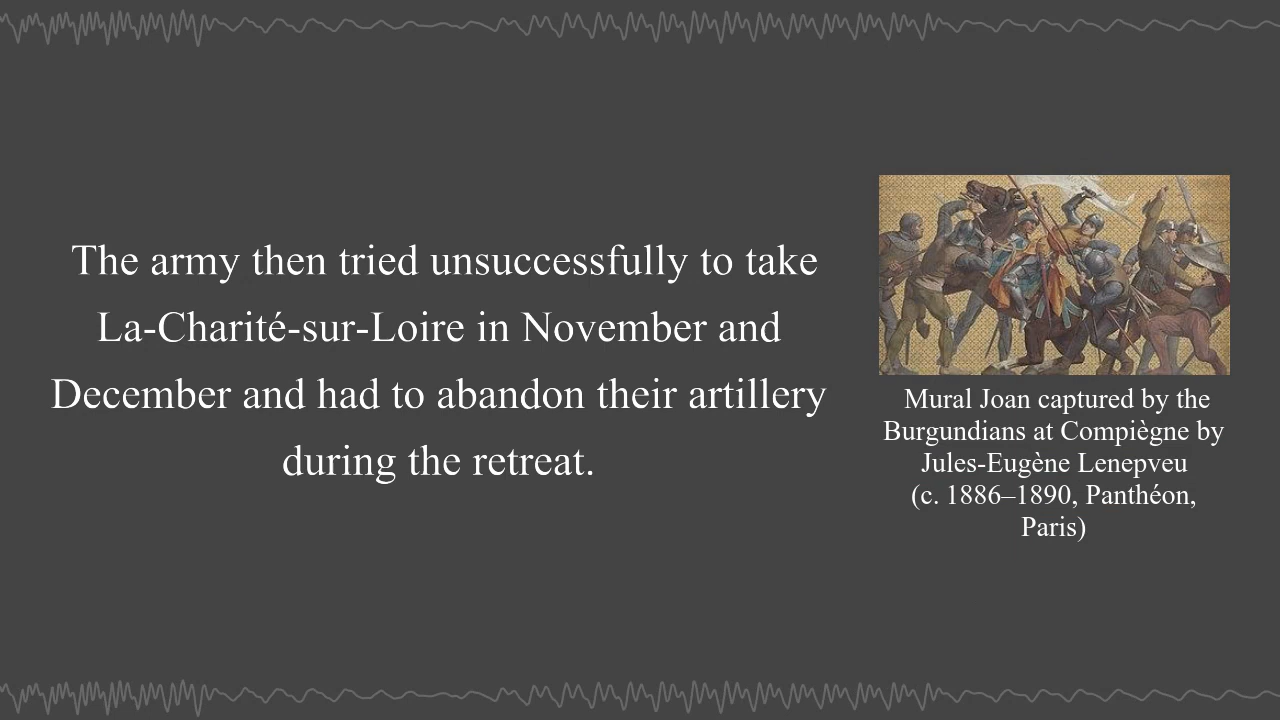 The army then tried unsuccessfully to take
La-Charité-sur-Loire in November and
December and had to abandon their artillery
during the retreat.
Mural Joan captured by the
Burgundians at Compiègne by
Jules-Eugène Lenepveu
(c. 1886–1890, Panthéon,
Paris)